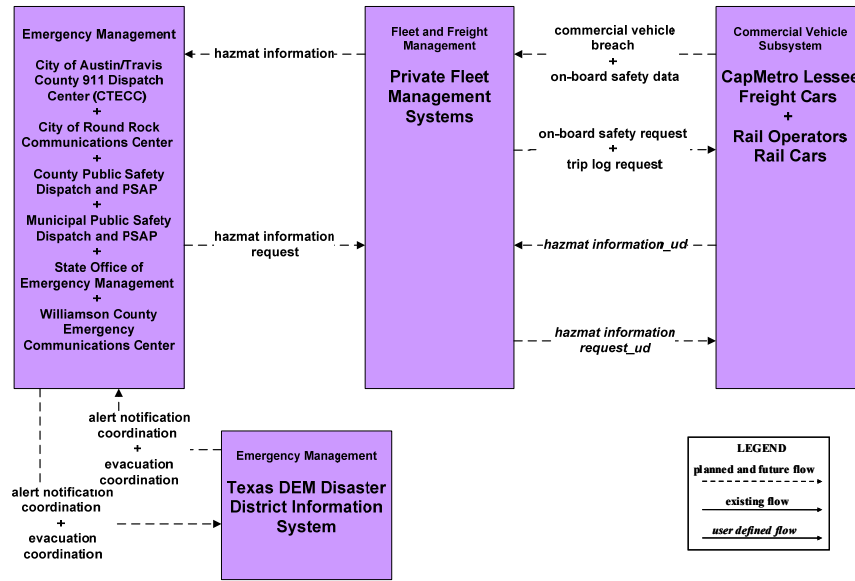 Emergency Management
City of Austin/Travis
County 911 Dispatch
Center (CTECC)
+
City of Round Rock
Communications Center
+
County Public Safety
Dispatch and PSAP
+
Municipal Public Safety
Dispatch and PSAP
+
State Office of
Emergency Management
+
Williamson County
Emergency
Communications Center
hazmat information
hazmat information
request
Fleet and Freight
Management
Private Fleet
Management
Systems
commercial vehicle
breach
+
on-board safety data
on-board safety request
+
trip log request
hazmat information_ud
hazmat information
request_ud
Commercial Vehicle
Subsystem
CapMetro Lessee
Freight Cars
+
Rail Operators
Rail Cars
alert notification
coordination
+
evacuation
coordination
alert notification
coordination
+
evacuation
coordination
Emergency Management
Texas DEM Disaster
District Information
System
LEGEND
planned and future flow
existing flow
user defined flow